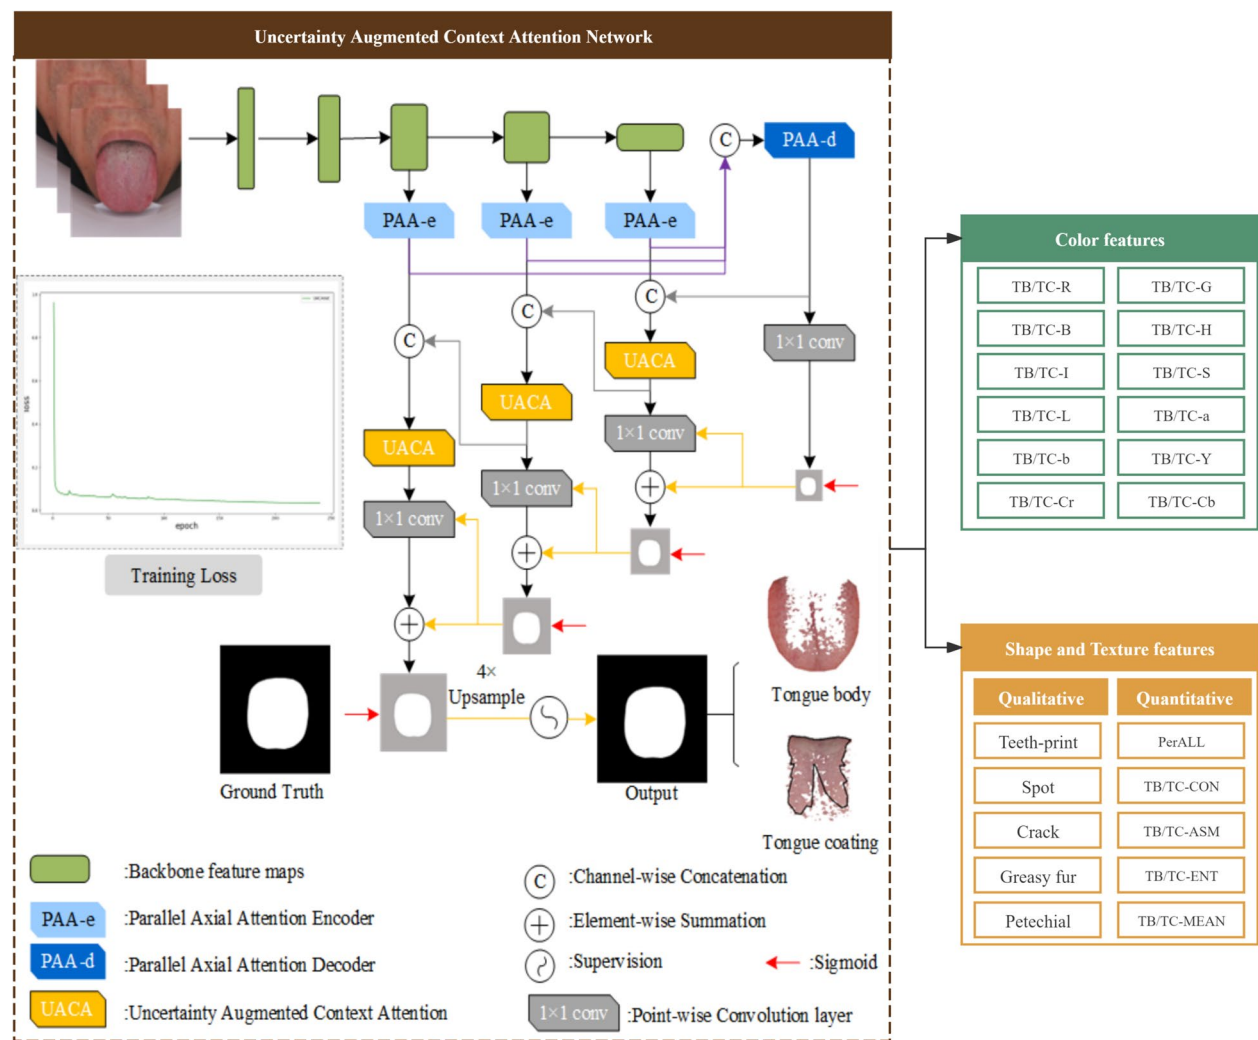 Uncertainty Augmented Context Attention Network
C
PAA-d
PAA-e
PAA-e
PAA-e
C
C
C
1×1 conv
UACA
UACA
UACA
1×1 conv
1×1 conv
1×1 conv
loss
epoch
Training Loss
4×
Upsample
Ground Truth
Output
Tongue body
Tongue coating
:Backbone feature maps
PAA-e :Parallel Axial Attention Encoder
PAA-d :Parallel Axial Attention Decoder
UACA :Uncertainty Augmented Context Attention
C :Channel-wise Concatenation
:Element-wise Summation
:Supervision
:Sigmoid
1×1 conv :Point-wise Convolution layer
Color features
TB/TC-R TB/TC-G
TB/TC-B TB/TC-H
TB/TC-I TB/TC-S
TB/TC-L TB/TC-a
TB/TC-b TB/TC-Y
TB/TC-Cr TB/TC-Cb
Shape and Texture features
Qualitative Quantitative
Teeth-print PerALL
Spot TB/TC-CON
Crack TB/TC-ASM
Greasy fur TB/TC-ENT
Petechial TB/TC-MEAN